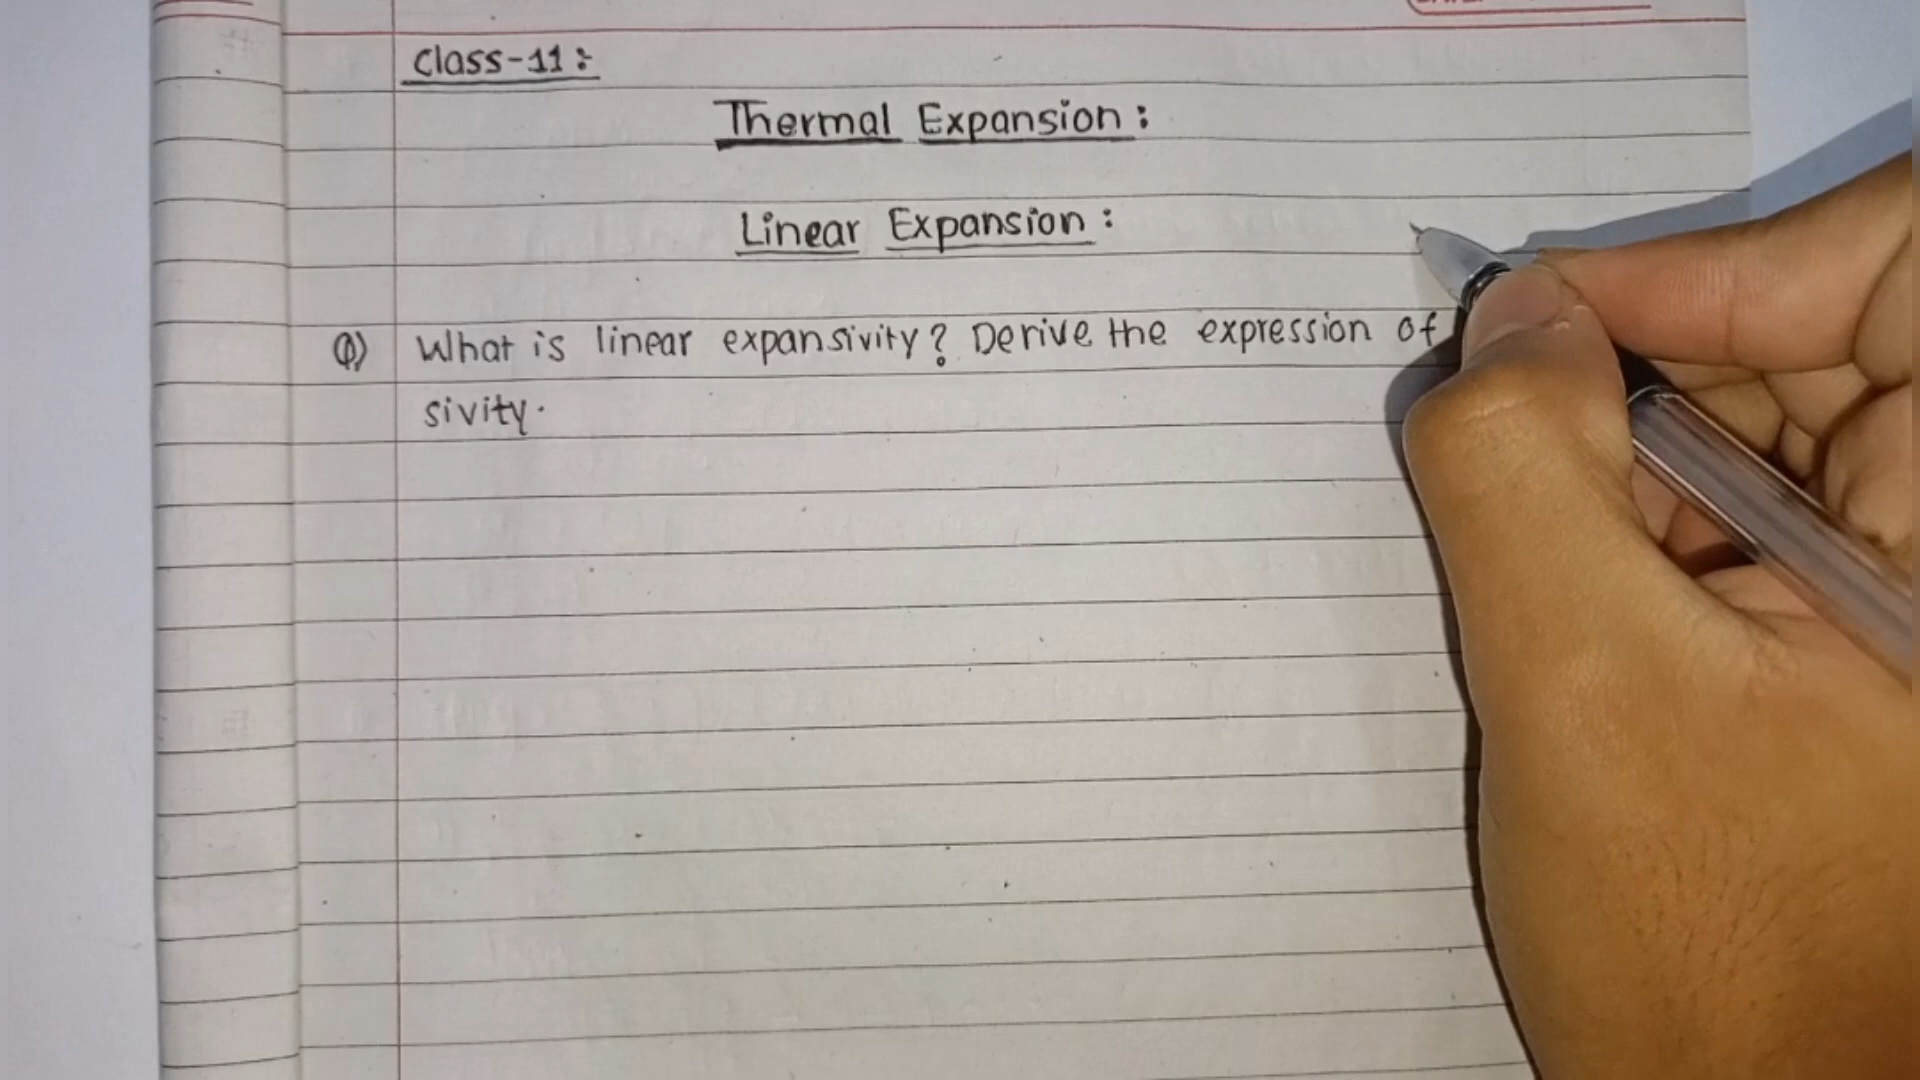 Class-11:
Thermal Expansion:
Linear Expansion:
Q) What is linear expansivity? Derive the expression of
sivity.